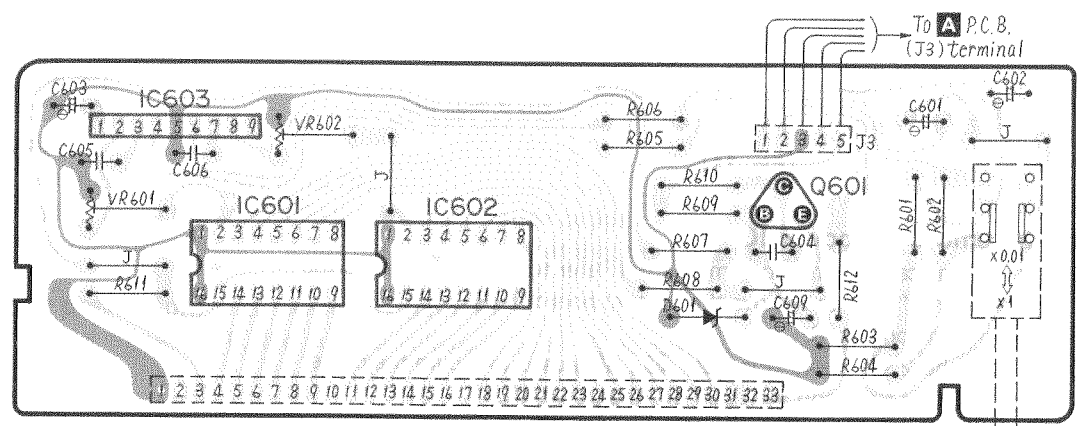 To A P.C.B.
(J3) terminal
C603
IC603
1 2 3 4 5 6 7 8 9
VR602
R606
R605
1 2 3 4 5 J3
C601
C602
J
C605
C606
J
R610
R609
C
B E
Q601
VR601
IC601
1 2 3 4 5 6 7 8
16 15 14 13 12 11 10 9
IC602
1 2 3 4 5 6 7 8
16 15 14 13 12 11 10 9
R607
C604
R601
R602
J
R611
R608
J
R612
×0.01
×1
D601
C609
R603
R604
1 2 3 4 5 6 7 8 9 10 11 12 13 14 15 16 17 18 19 20 21 22 23 24 25 26 27 28 29 30 31 32 33